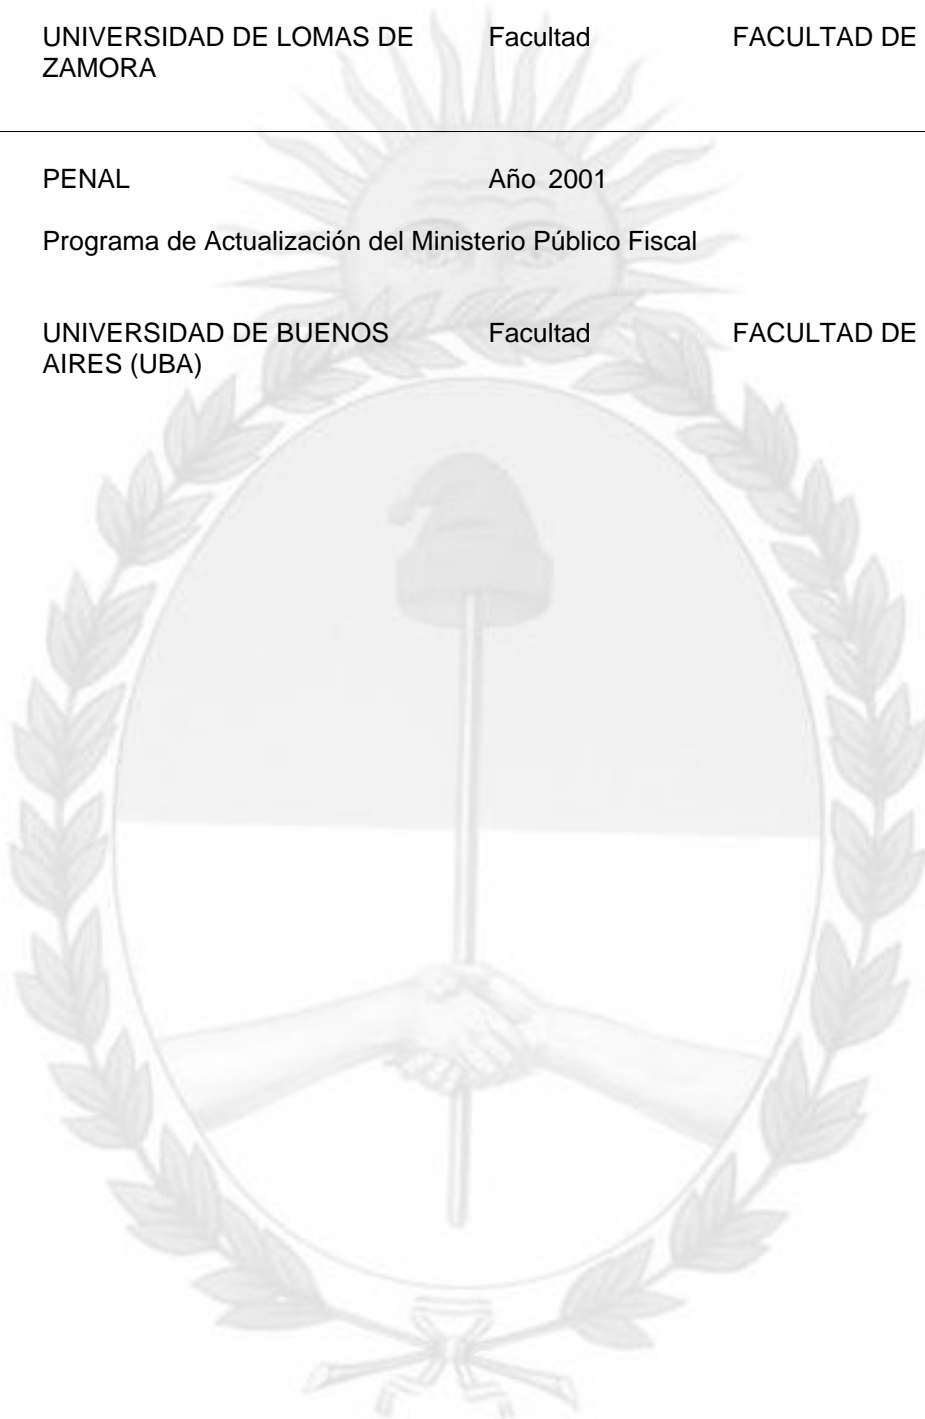 UNIVERSIDAD DE LOMAS DE Facultad FACULTAD DE
ZAMORA
PENAL Año 2001
Programa de Actualización del Ministerio Público Fiscal
UNIVERSIDAD DE BUENOS Facultad FACULTAD DE
AIRES (UBA)